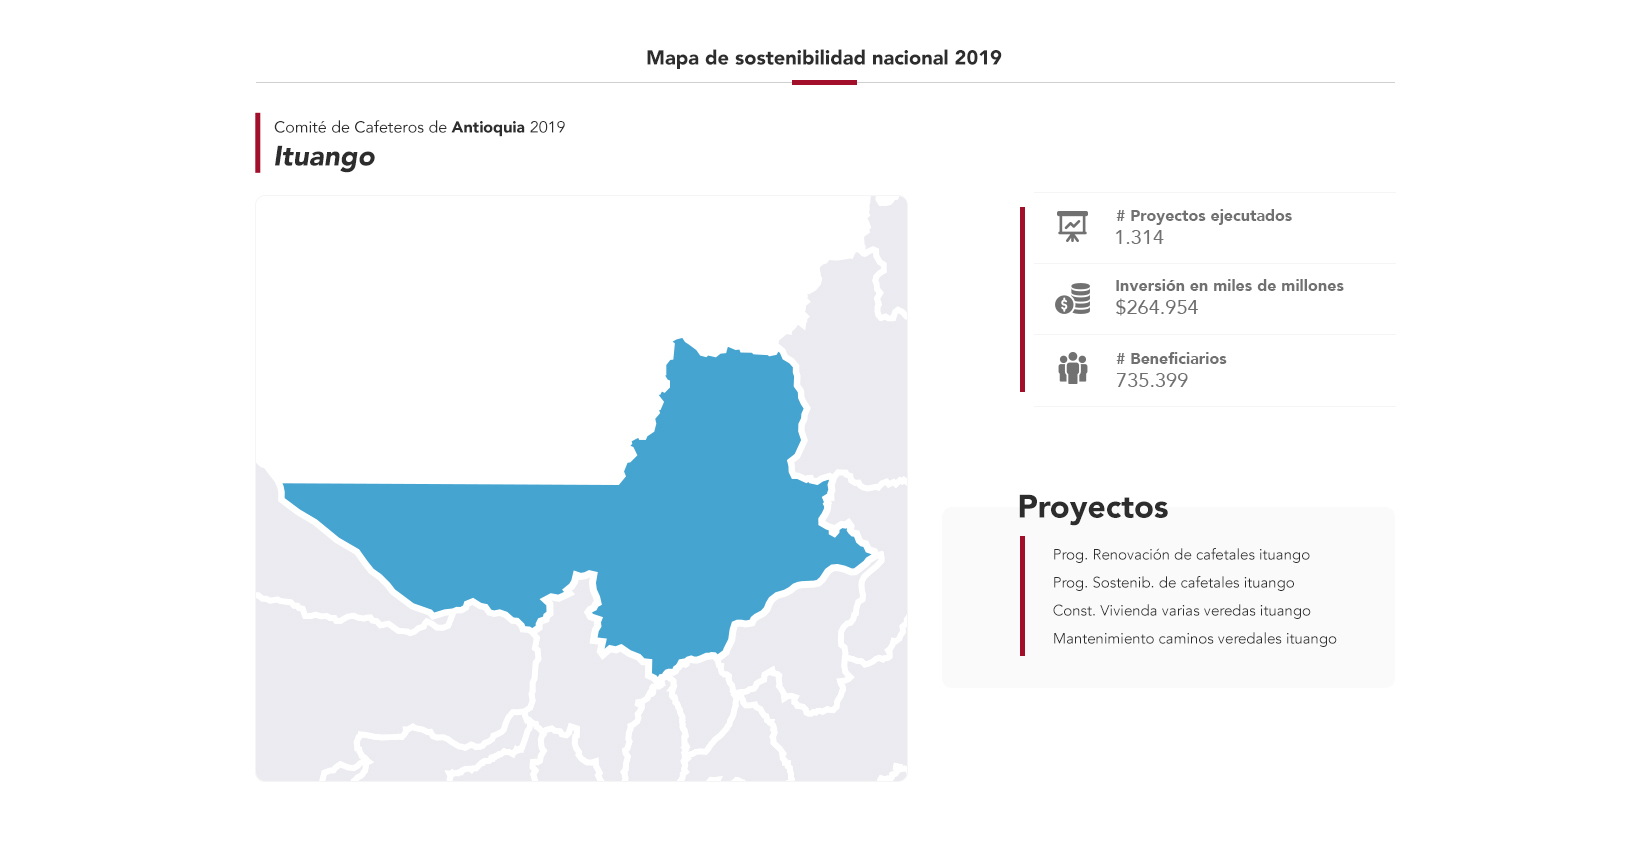 Mapa de sostenibilidad nacional 2019
Comité de Cafeteros de Antioquia 2019
Ituango
# Proyectos ejecutados
1.314
Inversión en miles de millones
$264.954
# Beneficiarios
735.399
Proyectos
Prog. Renovación de cafetales ituango
Prog. Sostenib. de cafetales ituango
Const. Vivienda varias veredas ituango
Mantenimiento caminos veredales ituango